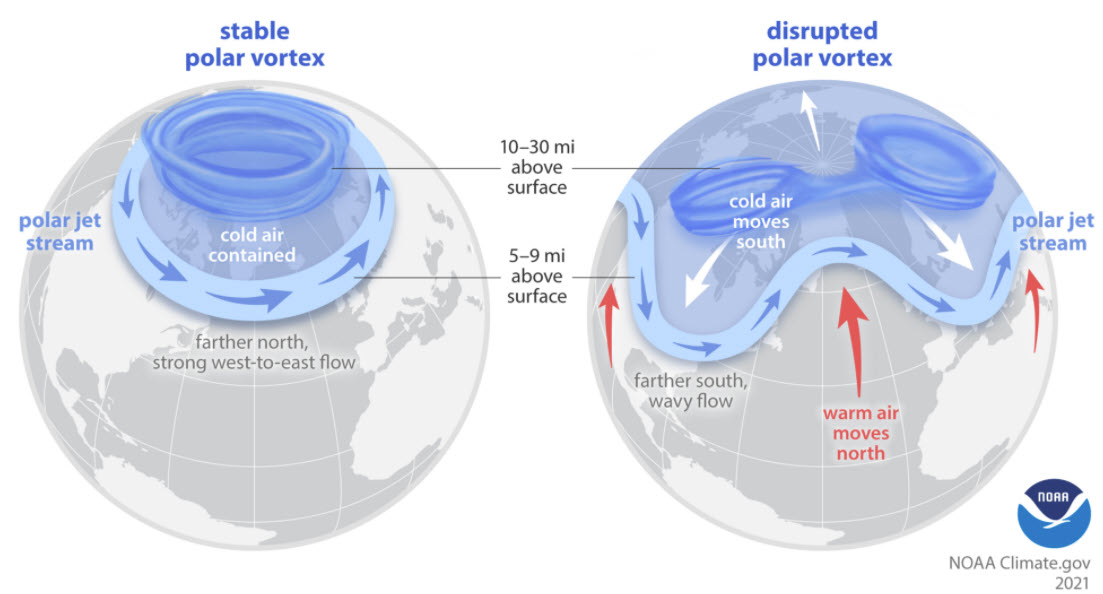 stable
polar vortex
disrupted
polar vortex
10–30 mi
above
surface
polar jet
stream
cold air
contained
5–9 mi
above
surface
farther north,
strong west-to-east flow
cold air
moves
south
polar jet
stream
farther south,
wavy flow
warm air
moves
north
NOAA
NOAA Climate.gov
2021